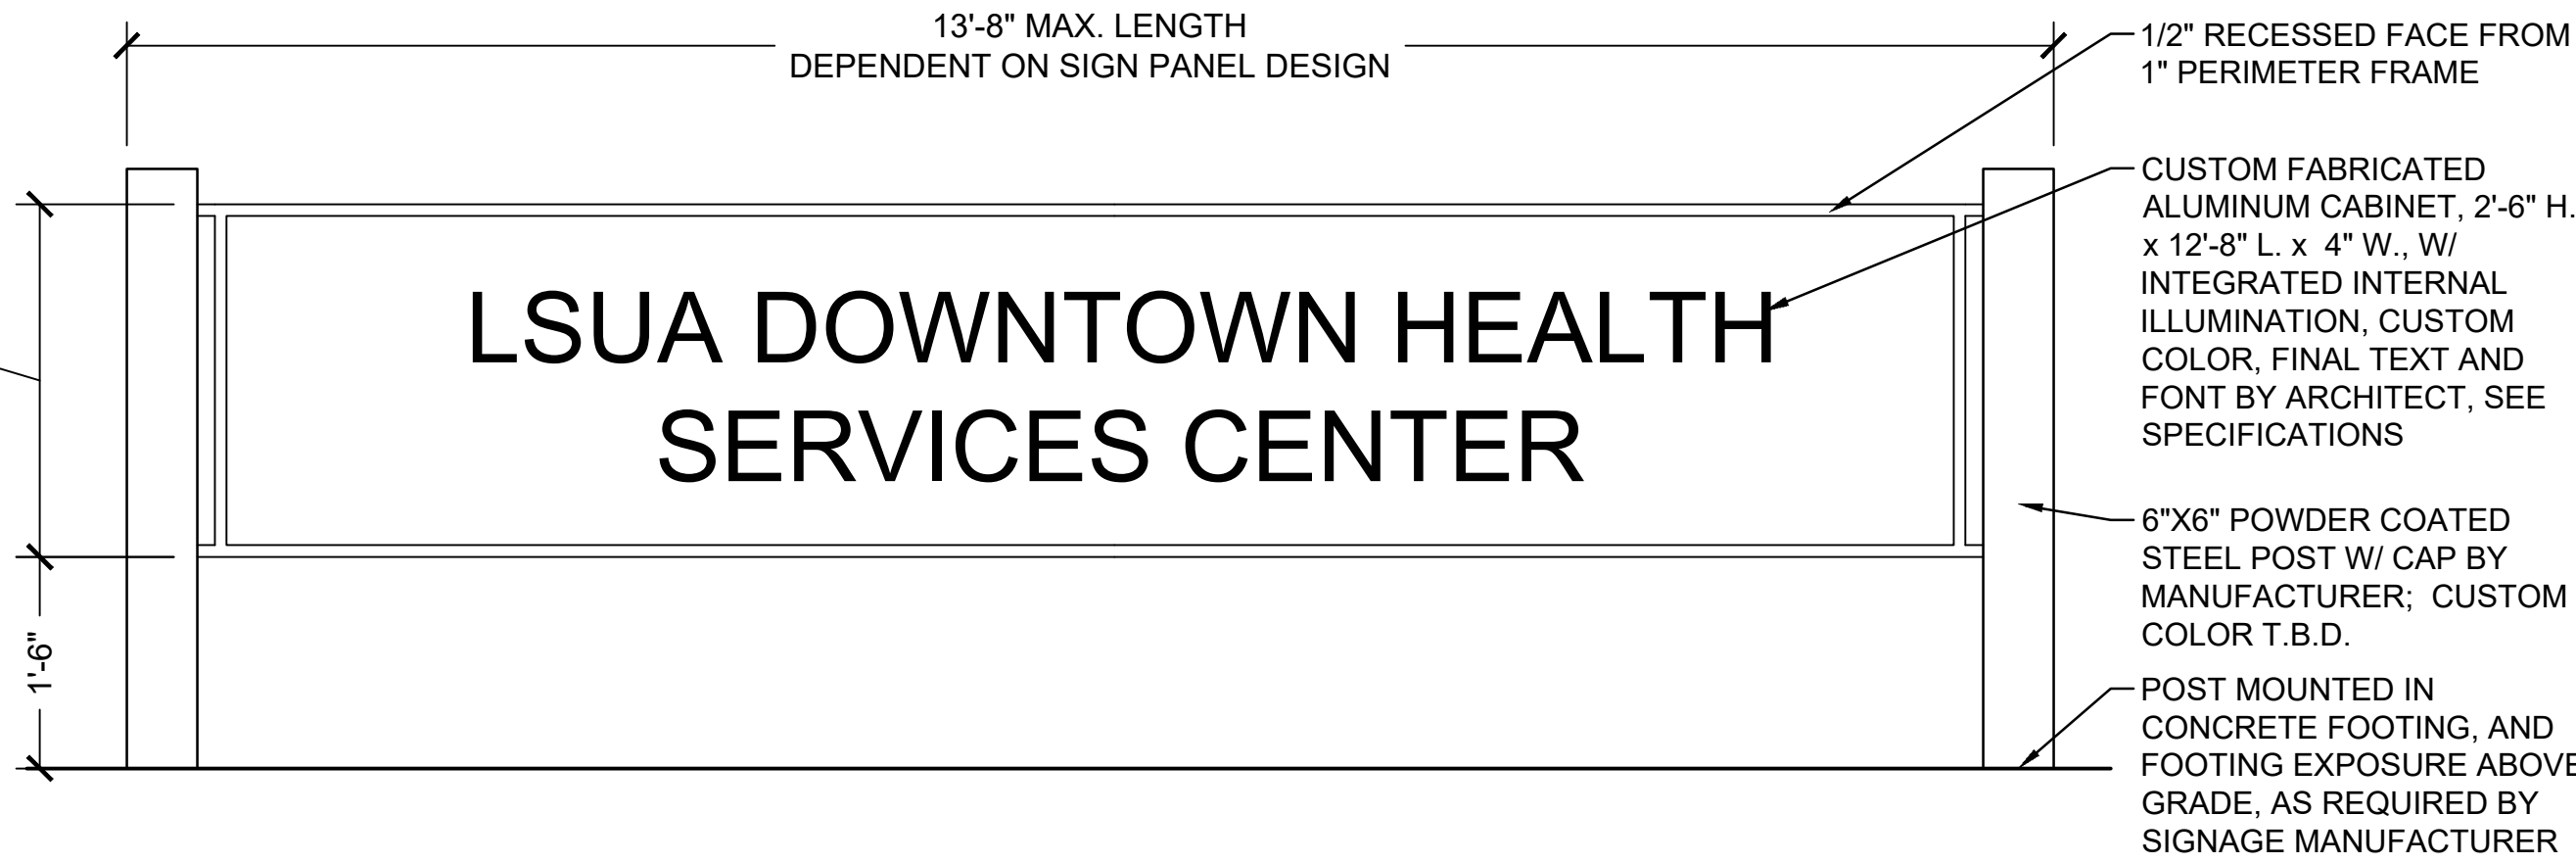 13'-8" MAX. LENGTH
DEPENDENT ON SIGN PANEL DESIGN
1/2" RECESSED FACE FROM
1" PERIMETER FRAME
CUSTOM FABRICATED
ALUMINUM CABINET, 2'-6" H.
x 12'-8" L. x 4" W., W/
INTEGRATED INTERNAL
ILLUMINATION, CUSTOM
COLOR, FINAL TEXT AND
FONT BY ARCHITECT, SEE
SPECIFICATIONS
LSUA DOWNTOWN HEALTH
SERVICES CENTER
6"X6" POWDER COATED
STEEL POST W/ CAP BY
MANUFACTURER; CUSTOM
COLOR T.B.D.
1'-6"
POST MOUNTED IN
CONCRETE FOOTING, AND
FOOTING EXPOSURE ABOVE
GRADE, AS REQUIRED BY
SIGNAGE MANUFACTURER